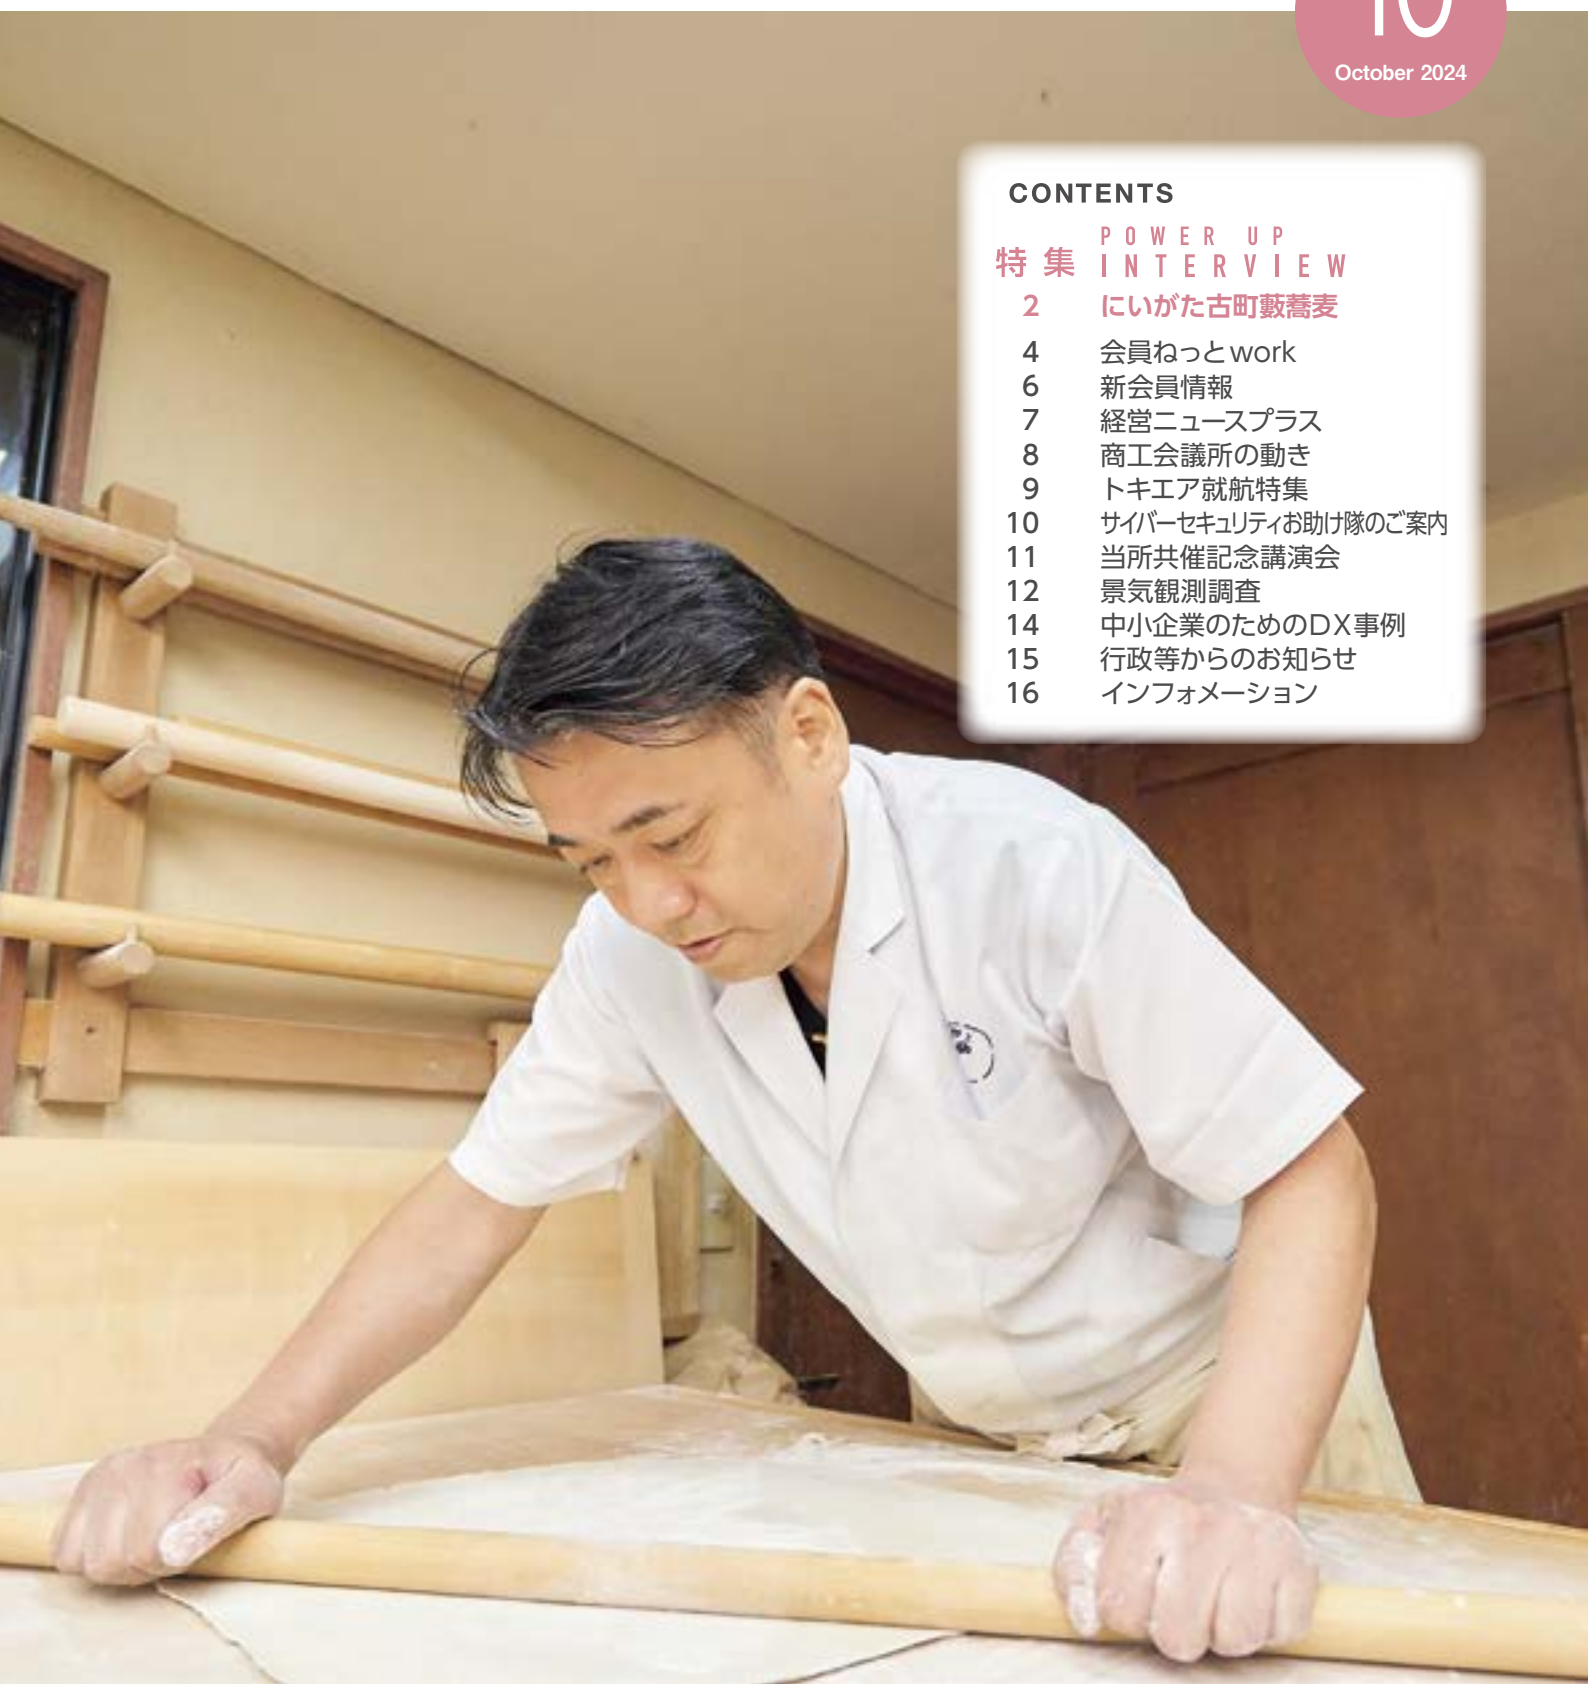 10
October 2024
CONTENTS
特集 POWER UP INTERVIEW
2 にいがた古町藪蕎麦
4 会員ねっとwork
6 新会員情報
7 経営ニュースプラス
8 商工会議所の動き
9 トキエア就航特集
10 サイバーセキュリティお助け隊のご案内
11 当所共催記念講演会
12 景気観測調査
14 中小企業のためのDX事例
15 行政等からのお知らせ
16 インフォメーション